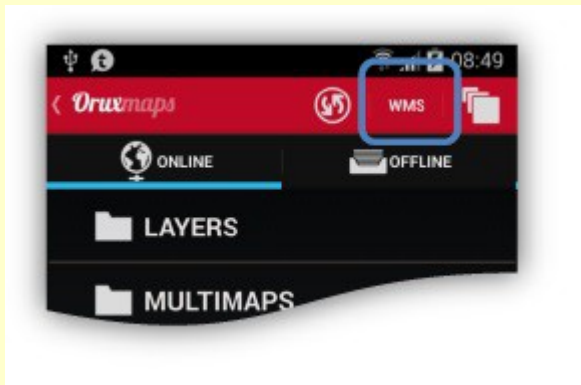 08:49
Oruxmaps WMS
ONLINE OFFLINE
LAYERS
MULTIMAPS